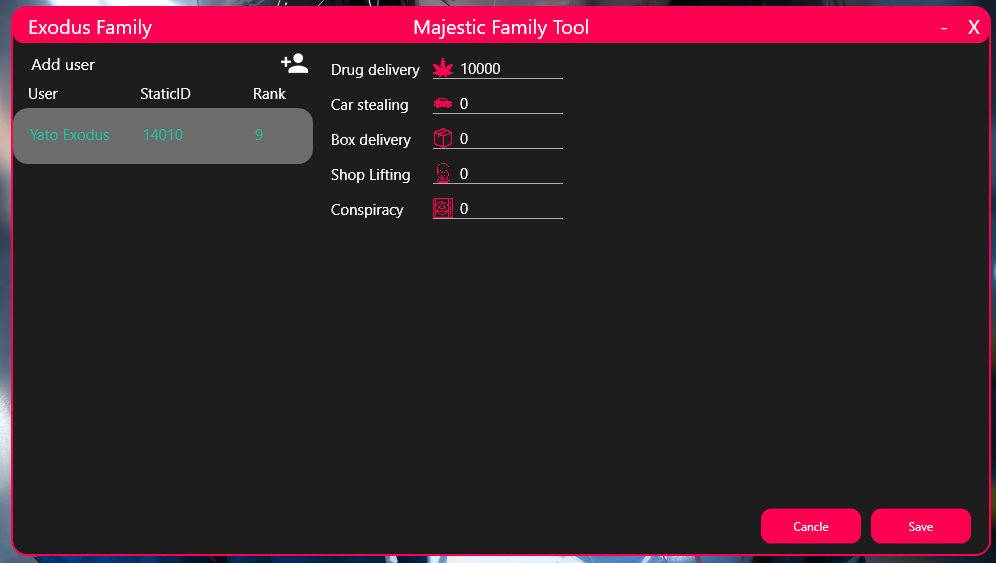 Exodus Family
Majestic Family Tool
- X
Add user
User StaticID Rank
Yato Exodus 14010 9
Drug delivery 10000
Car stealing 0
Box delivery 0
Shop Lifting 0
Conspiracy 0
Cancle
Save